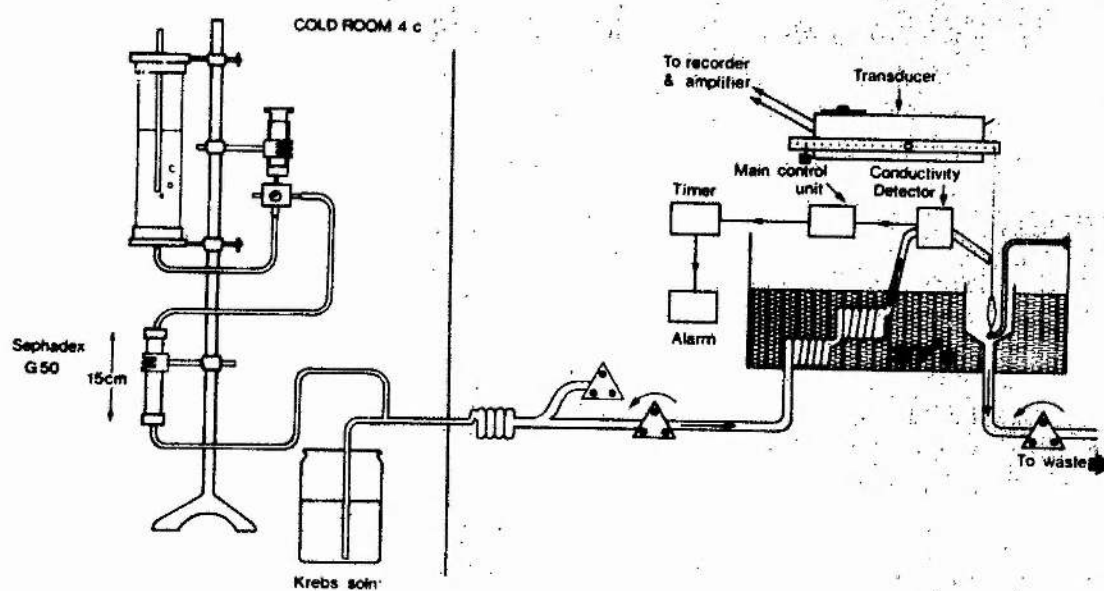 COLD ROOM 4 c
To recorder
& amplifier
Transducer
Main control
unit
Conductivity
Detector
Timer
Alarm
Sephadex
G 50
15cm
To waste
Krebs soln